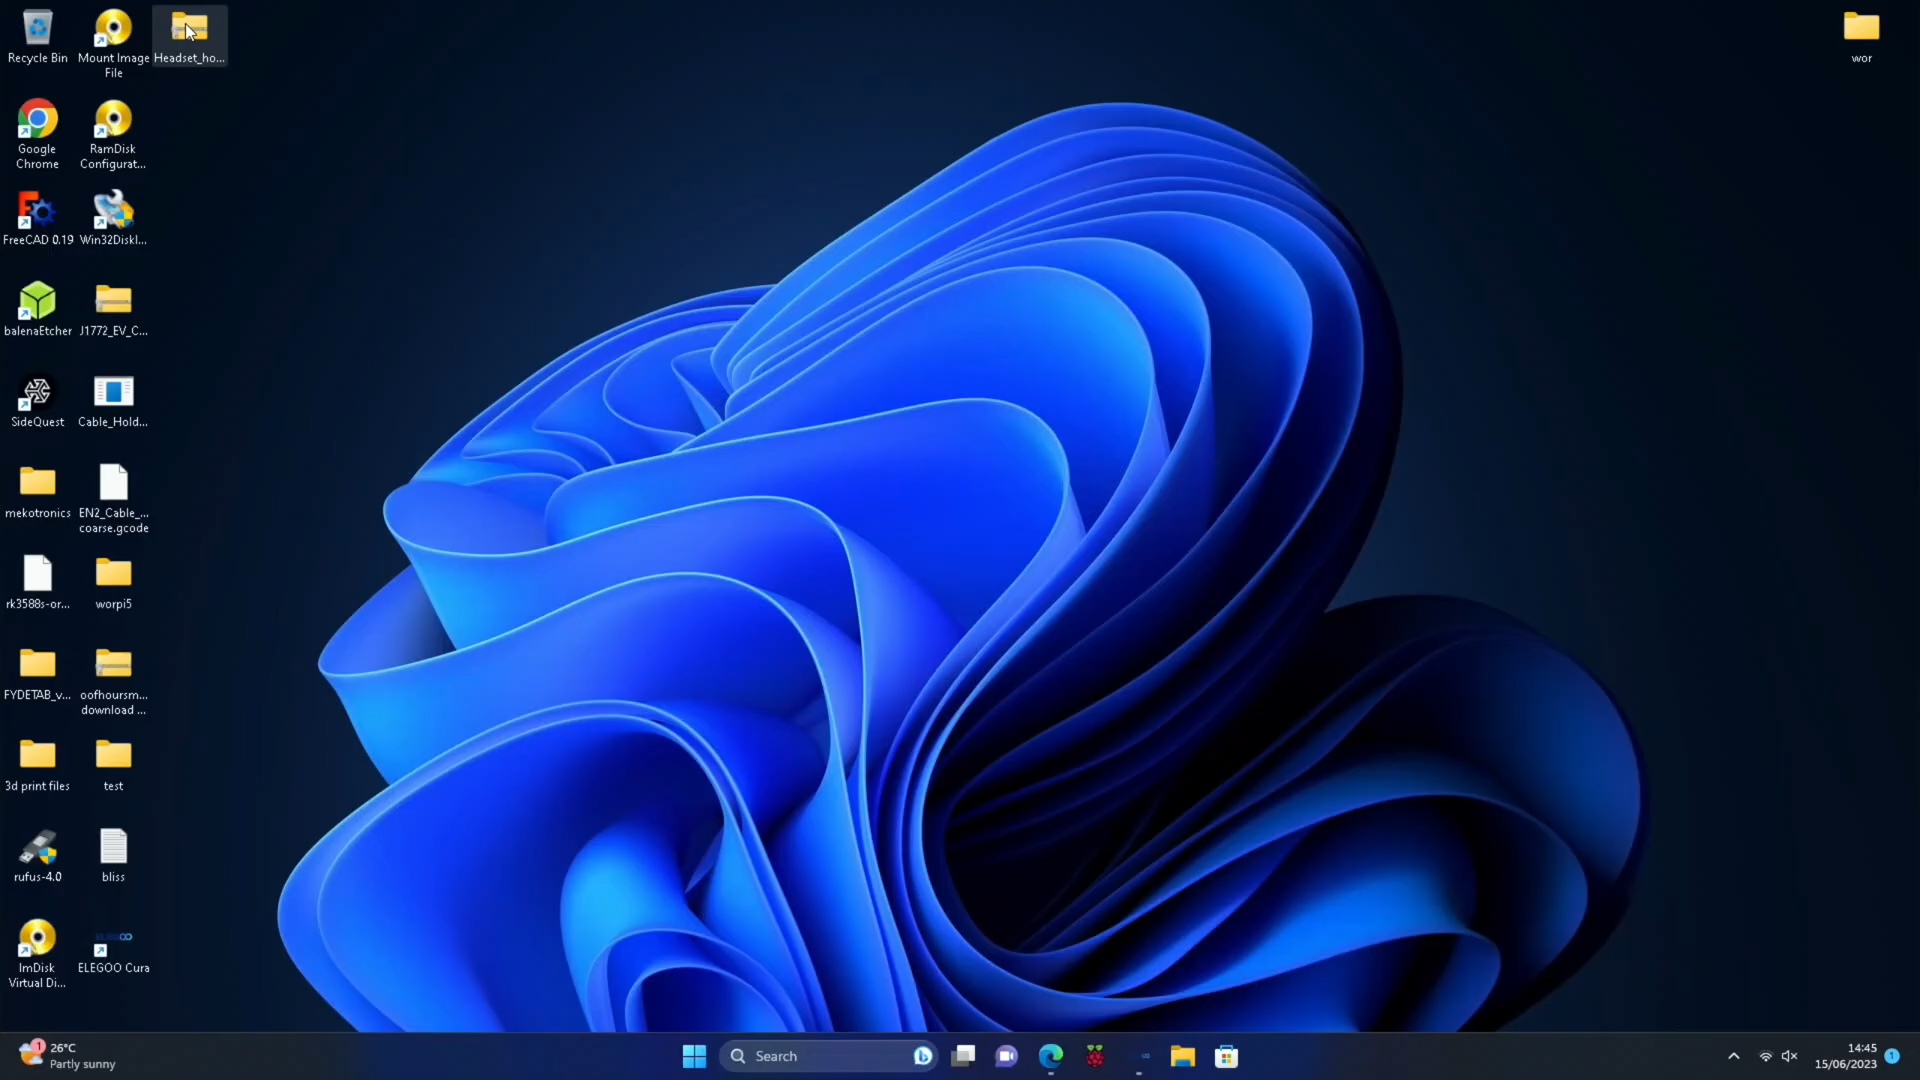 Recycle Bin
Mount Image
File
Headset_ho...
wor
Google
Chrome
RamDisk
Configurat...
FreeCAD 0.19
Win32DiskI...
balenaEtcher
J1772_EV_C...
SideQuest
Cable_Hold...
mekotronics
EN2_Cable_...
coarse.gcode
rk3588s-or...
worpi5
FYDETAB_v...
oofhoursm...
download ...
3d print files
test
rufus-4.0
bliss
ImDisk
Virtual Di...
ELEGOO Cura
1
26°C
Partly sunny
Search
14:45
15/06/2023
1